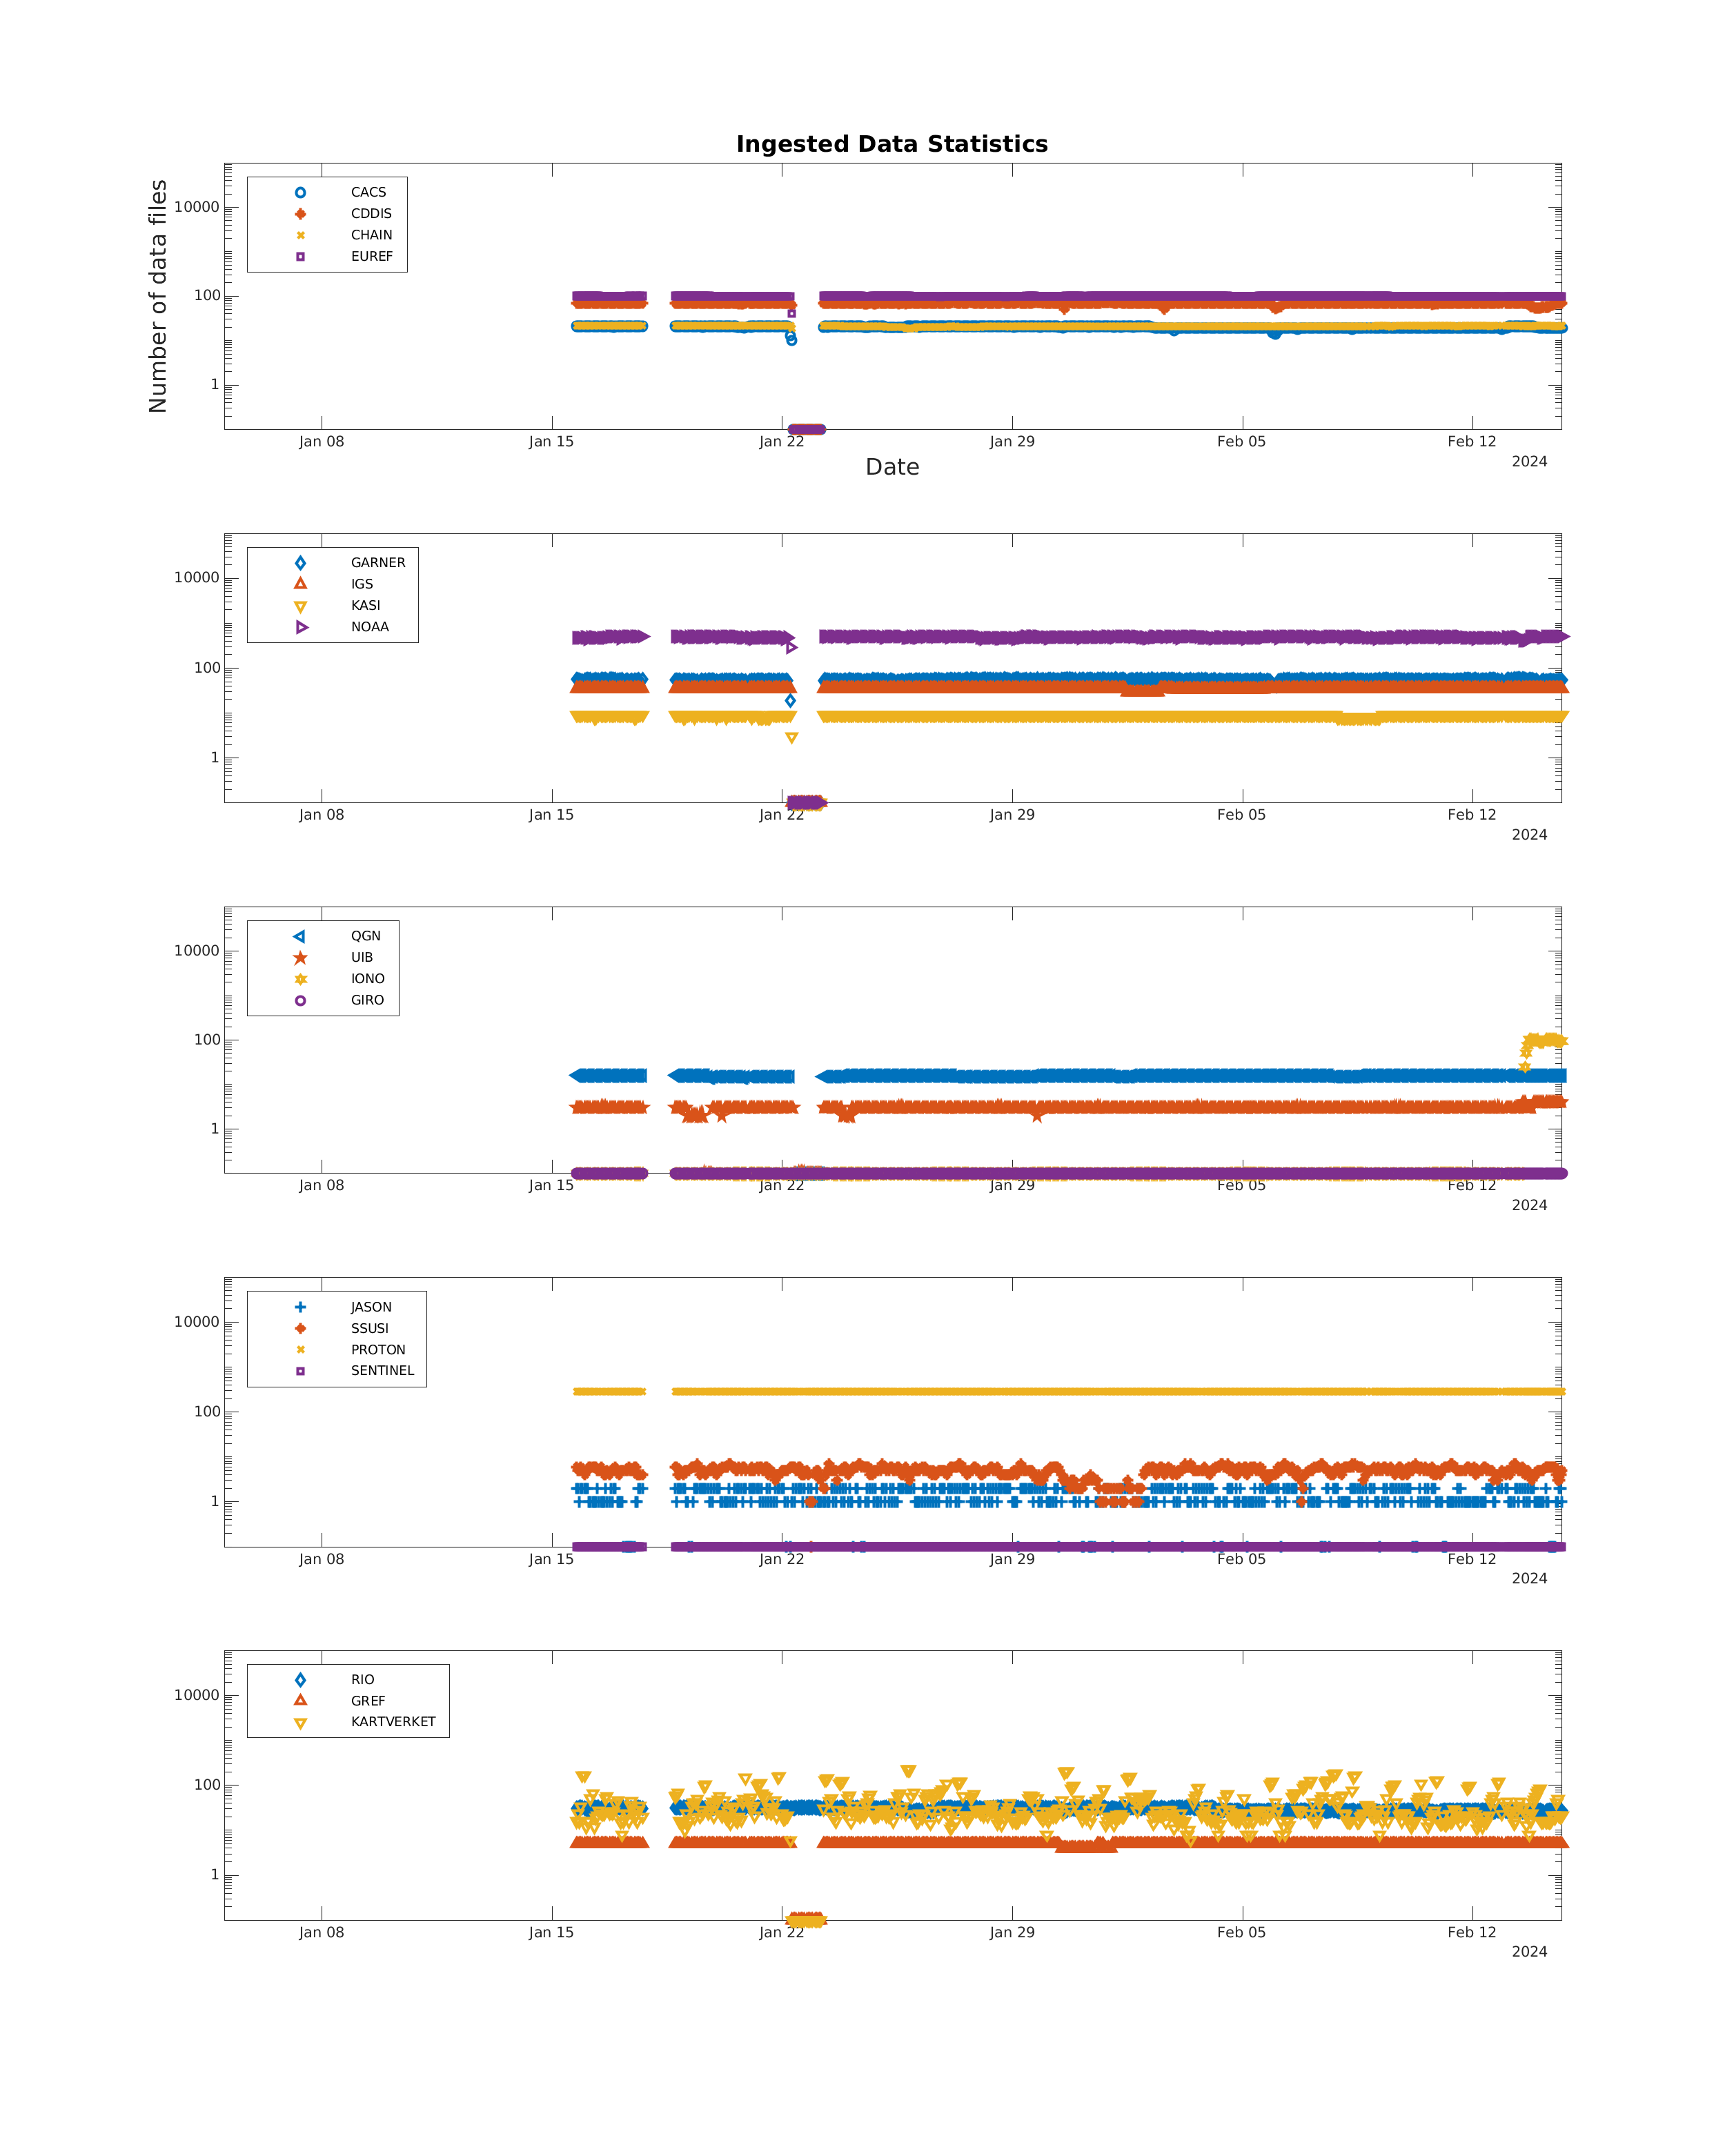 Ingested Data Statistics
Number of data files
10000
100
1
CACS
CDDIS
CHAIN
EUREF
Jan 08 Jan 15 Jan 22 Jan 29 Feb 05 Feb 12
2024
Date
10000
100
1
GARNER
IGS
KASI
NOAA
Jan 08 Jan 15 Jan 22 Jan 29 Feb 05 Feb 12
2024
10000
100
1
QGN
UIB
IONO
GIRO
Jan 08 Jan 15 Jan 22 Jan 29 Feb 05 Feb 12
2024
10000
100
1
JASON
SSUSI
PROTON
SENTINEL
Jan 08 Jan 15 Jan 22 Jan 29 Feb 05 Feb 12
2024
10000
100
1
RIO
GREF
KARTVERKET
Jan 08 Jan 15 Jan 22 Jan 29 Feb 05 Feb 12
2024